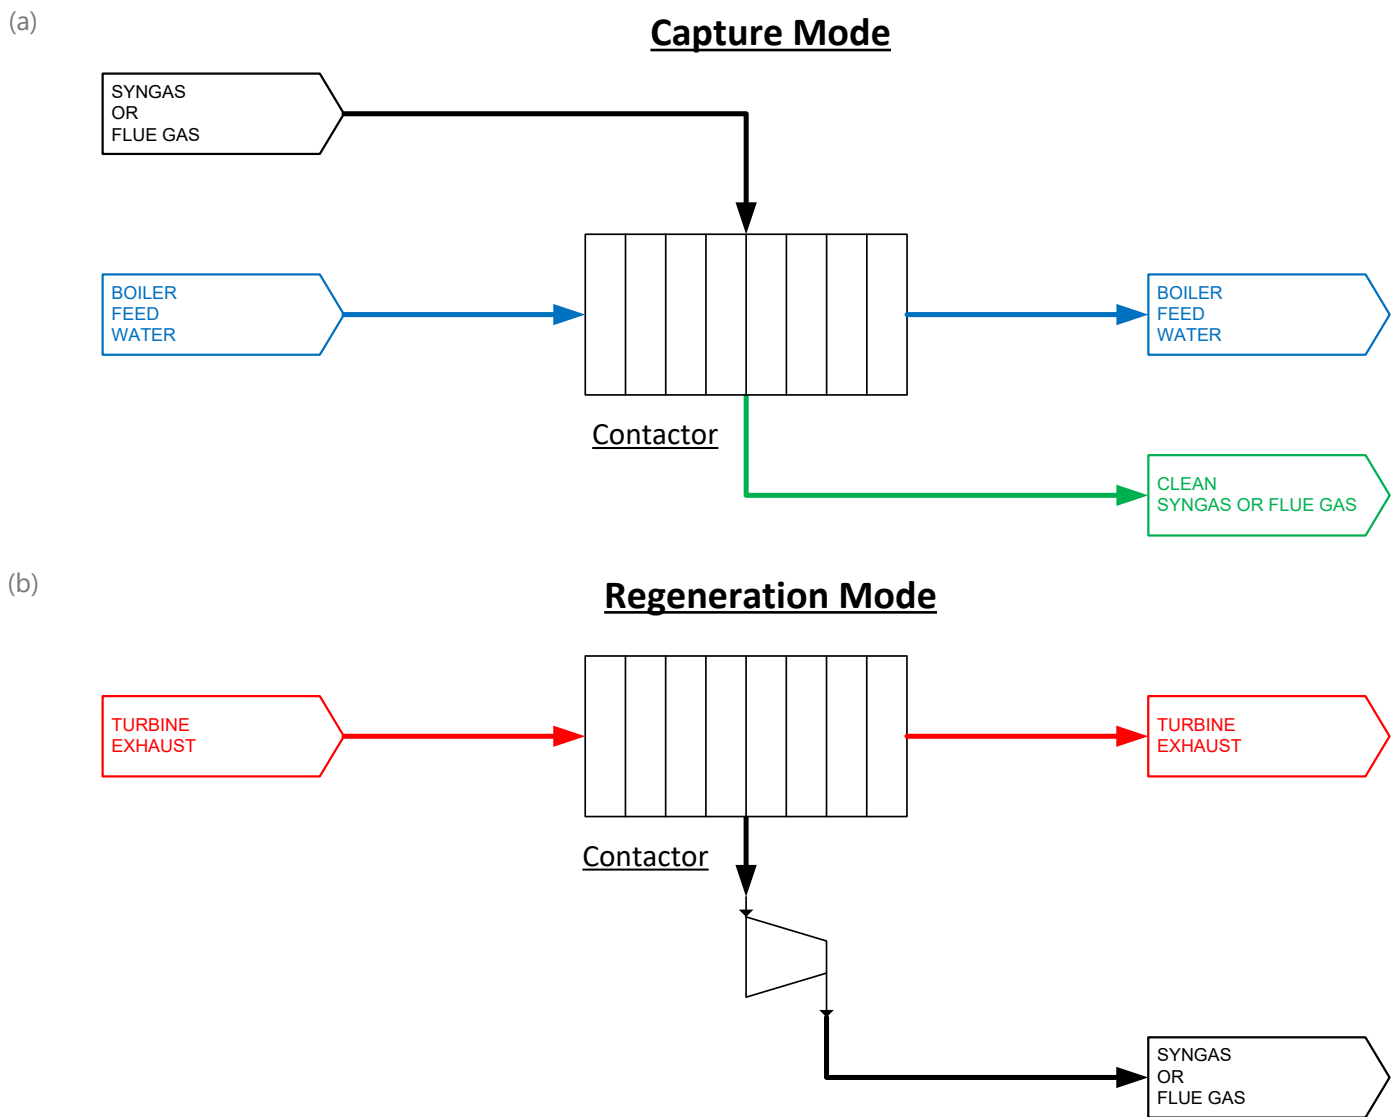 (a)
Capture Mode
SYNGAS
OR
FLUE GAS
BOILER
FEED
WATER
BOILER
FEED
WATER
Contactor
CLEAN
SYNGAS OR FLUE GAS
(b)
Regeneration Mode
TURBINE
EXHAUST
TURBINE
EXHAUST
Contactor
SYNGAS
OR
FLUE GAS